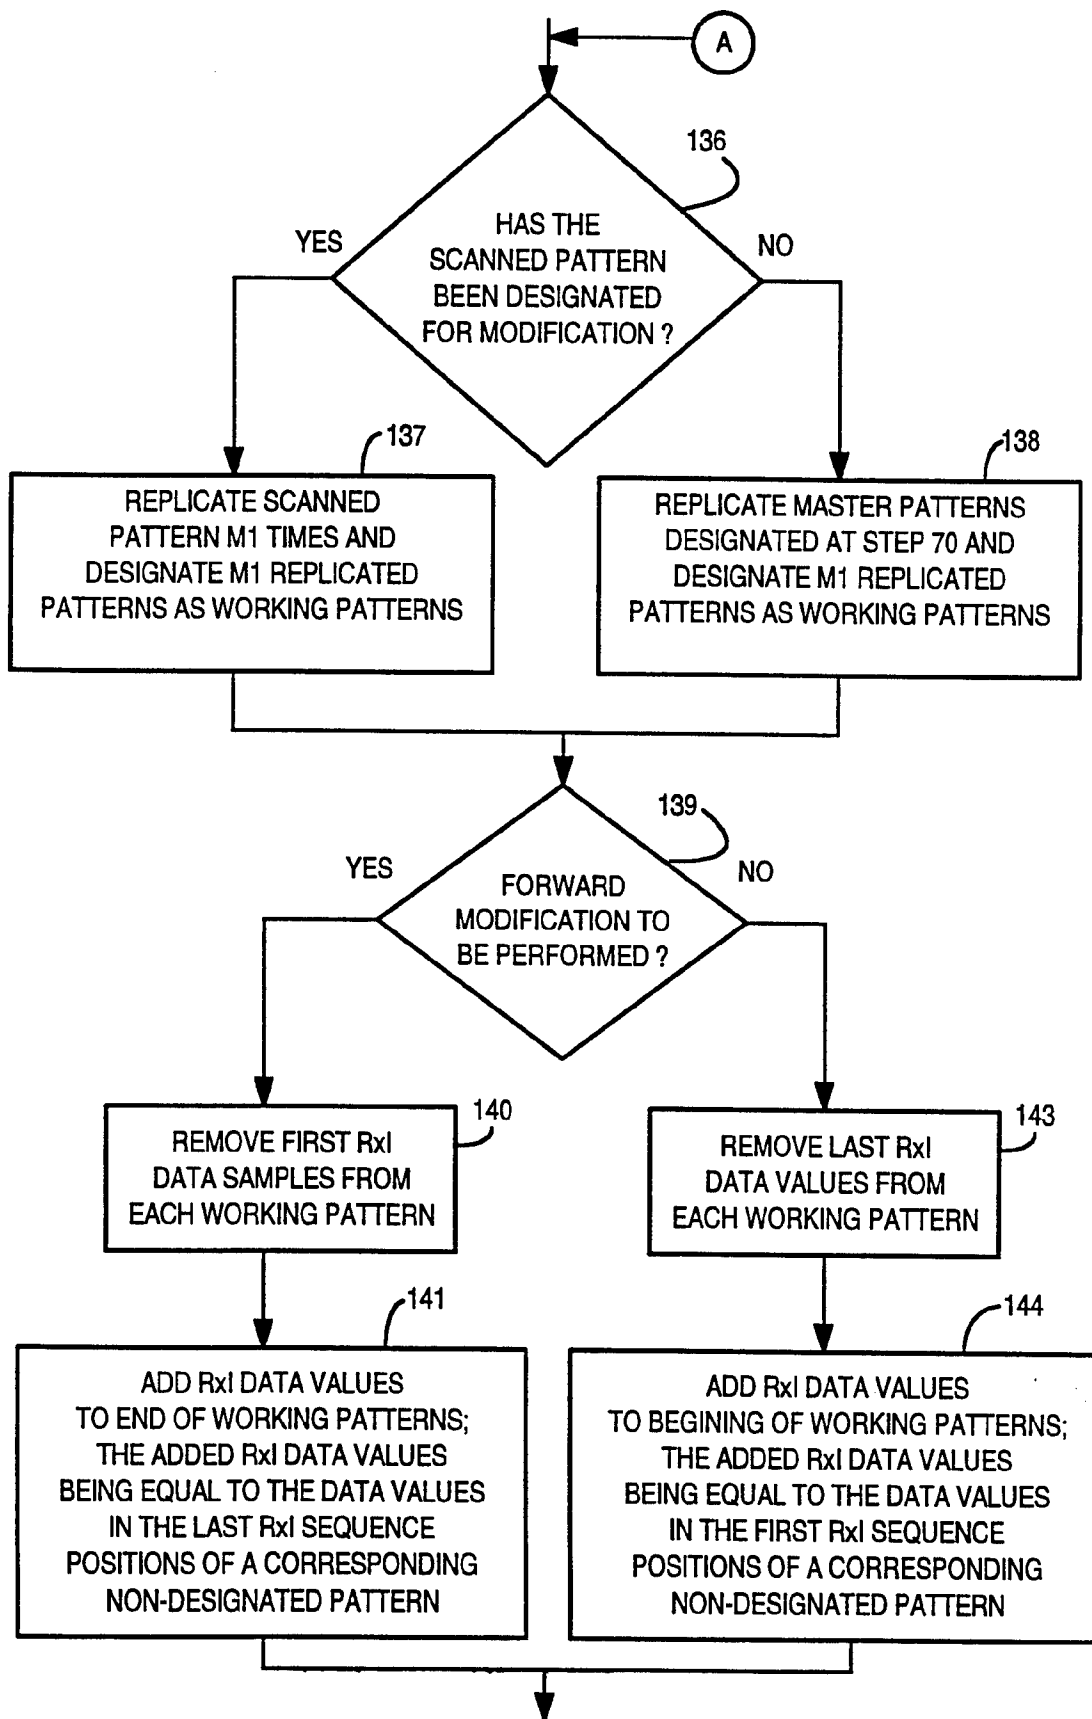 A
136
HAS THE
SCANNED PATTERN
BEEN DESIGNATED
FOR MODIFICATION ?
YES
NO
137
REPLICATE SCANNED
PATTERN M1 TIMES AND
DESIGNATE M1 REPLICATED
PATTERNS AS WORKING PATTERNS
138
REPLICATE MASTER PATTERNS
DESIGNATED AT STEP 70 AND
DESIGNATE M1 REPLICATED
PATTERNS AS WORKING PATTERNS
139
YES
NO
FORWARD
MODIFICATION TO
BE PERFORMED ?
140
REMOVE FIRST RxI
DATA SAMPLES FROM
EACH WORKING PATTERN
143
REMOVE LAST RxI
DATA VALUES FROM
EACH WORKING PATTERN
141
ADD RxI DATA VALUES
TO END OF WORKING PATTERNS;
THE ADDED RxI DATA VALUES
BEING EQUAL TO THE DATA VALUES
IN THE LAST RxI SEQUENCE
POSITIONS OF A CORRESPONDING
NON-DESIGNATED PATTERN
144
ADD RxI DATA VALUES
TO BEGINING OF WORKING PATTERNS;
THE ADDED RxI DATA VALUES
BEING EQUAL TO THE DATA VALUES
IN THE FIRST RxI SEQUENCE
POSITIONS OF A CORRESPONDING
NON-DESIGNATED PATTERN